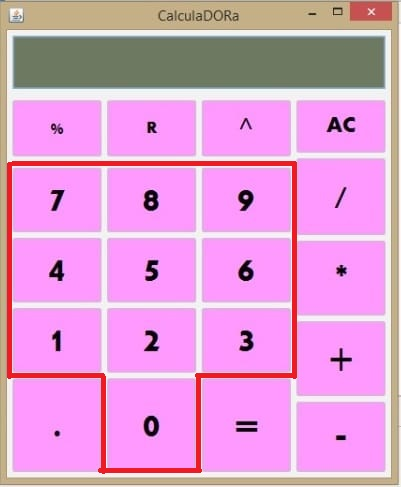 CalculaDORa
% R ^ AC
7 8 9 /
4 5 6 *
1 2 3 +
. 0 = -